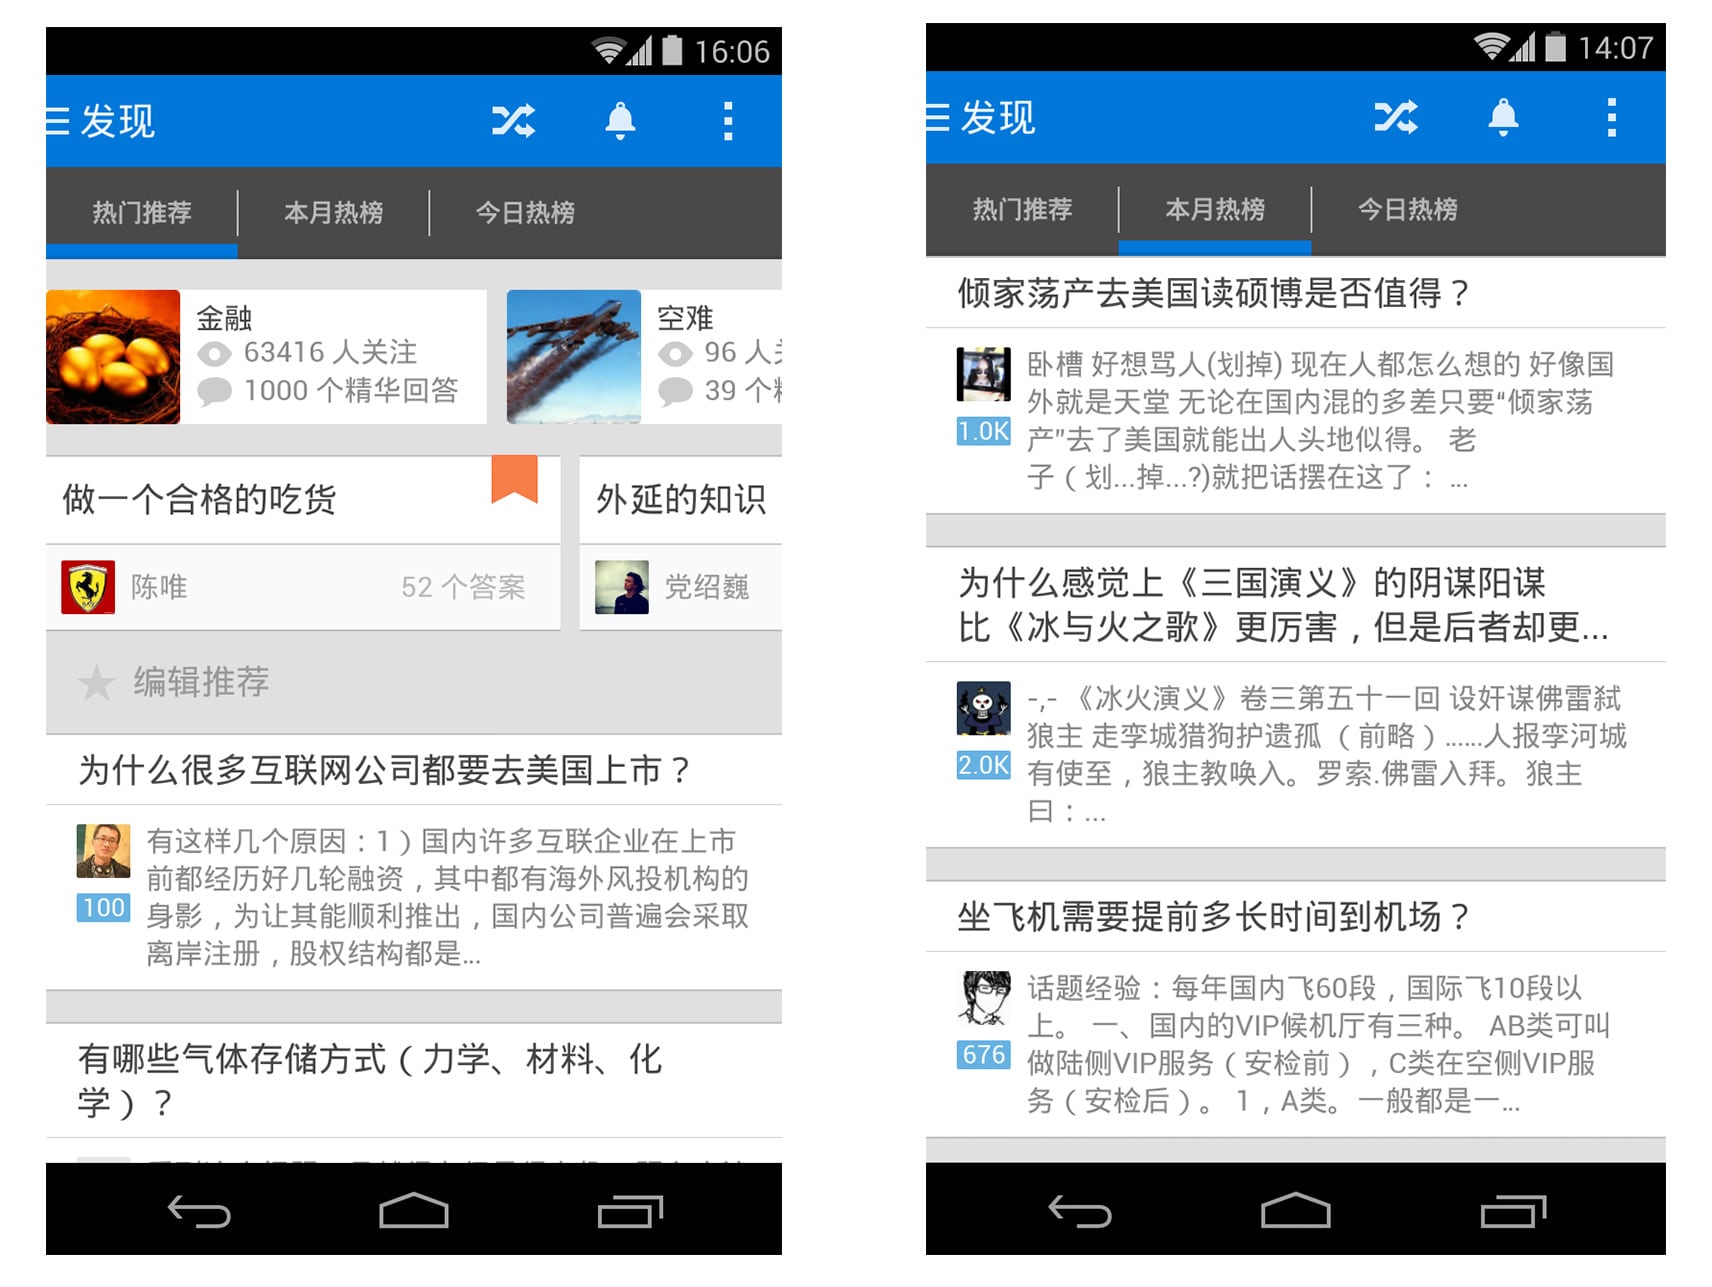 16:06
发现
热门推荐
本月热榜
今日热榜
金融
63416 人关注
1000 个精华回答
空难
96 人
39 个
做一个合格的吃货
陈唯
52 个答案
外延的知识
党绍巍
编辑推荐
为什么很多互联网公司都要去美国上市？
100
有这样几个原因：1）国内许多互联企业在上市
前都经历好几轮融资，其中都有海外风投机构的
身影，为让其能顺利推出，国内公司普遍会采取
离岸注册，股权结构都是...
有哪些气体存储方式（力学、材料、化
学）？
14:07
发现
热门推荐
本月热榜
今日热榜
倾家荡产去美国读硕博是否值得？
1.0K
卧槽 好想骂人(划掉) 现在人都怎么想的 好像国
外就是天堂 无论在国内混的多差只要“倾家荡
产”去了美国就能出人头地似得。 老
子（划...掉...?)就把话摆在这了： ...
为什么感觉上《三国演义》的阴谋阳谋
比《冰与火之歌》更厉害，但是后者却更...
2.0K
-,- 《冰火演义》卷三第五十一回 设奸谋佛雷弑
狼主 走孪城猎狗护遗孤 （前略）......人报孪河城
有使至，狼主教唤入。罗索.佛雷入拜。狼主
曰：...
坐飞机需要提前多长时间到机场？
676
话题经验：每年国内飞60段，国际飞10段以
上。 一、国内的VIP候机厅有三种。 AB类可叫
做陆侧VIP服务（安检前），C类在空侧VIP服
务（安检后）。 1，A类。一般都是一...